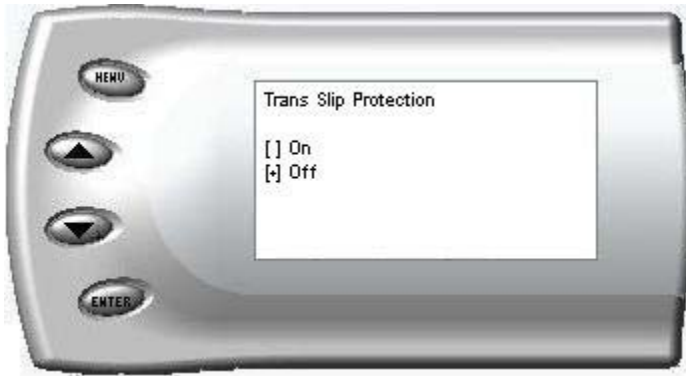 MENU
Trans Slip Protection
[ ] On
[+] Off
ENTER